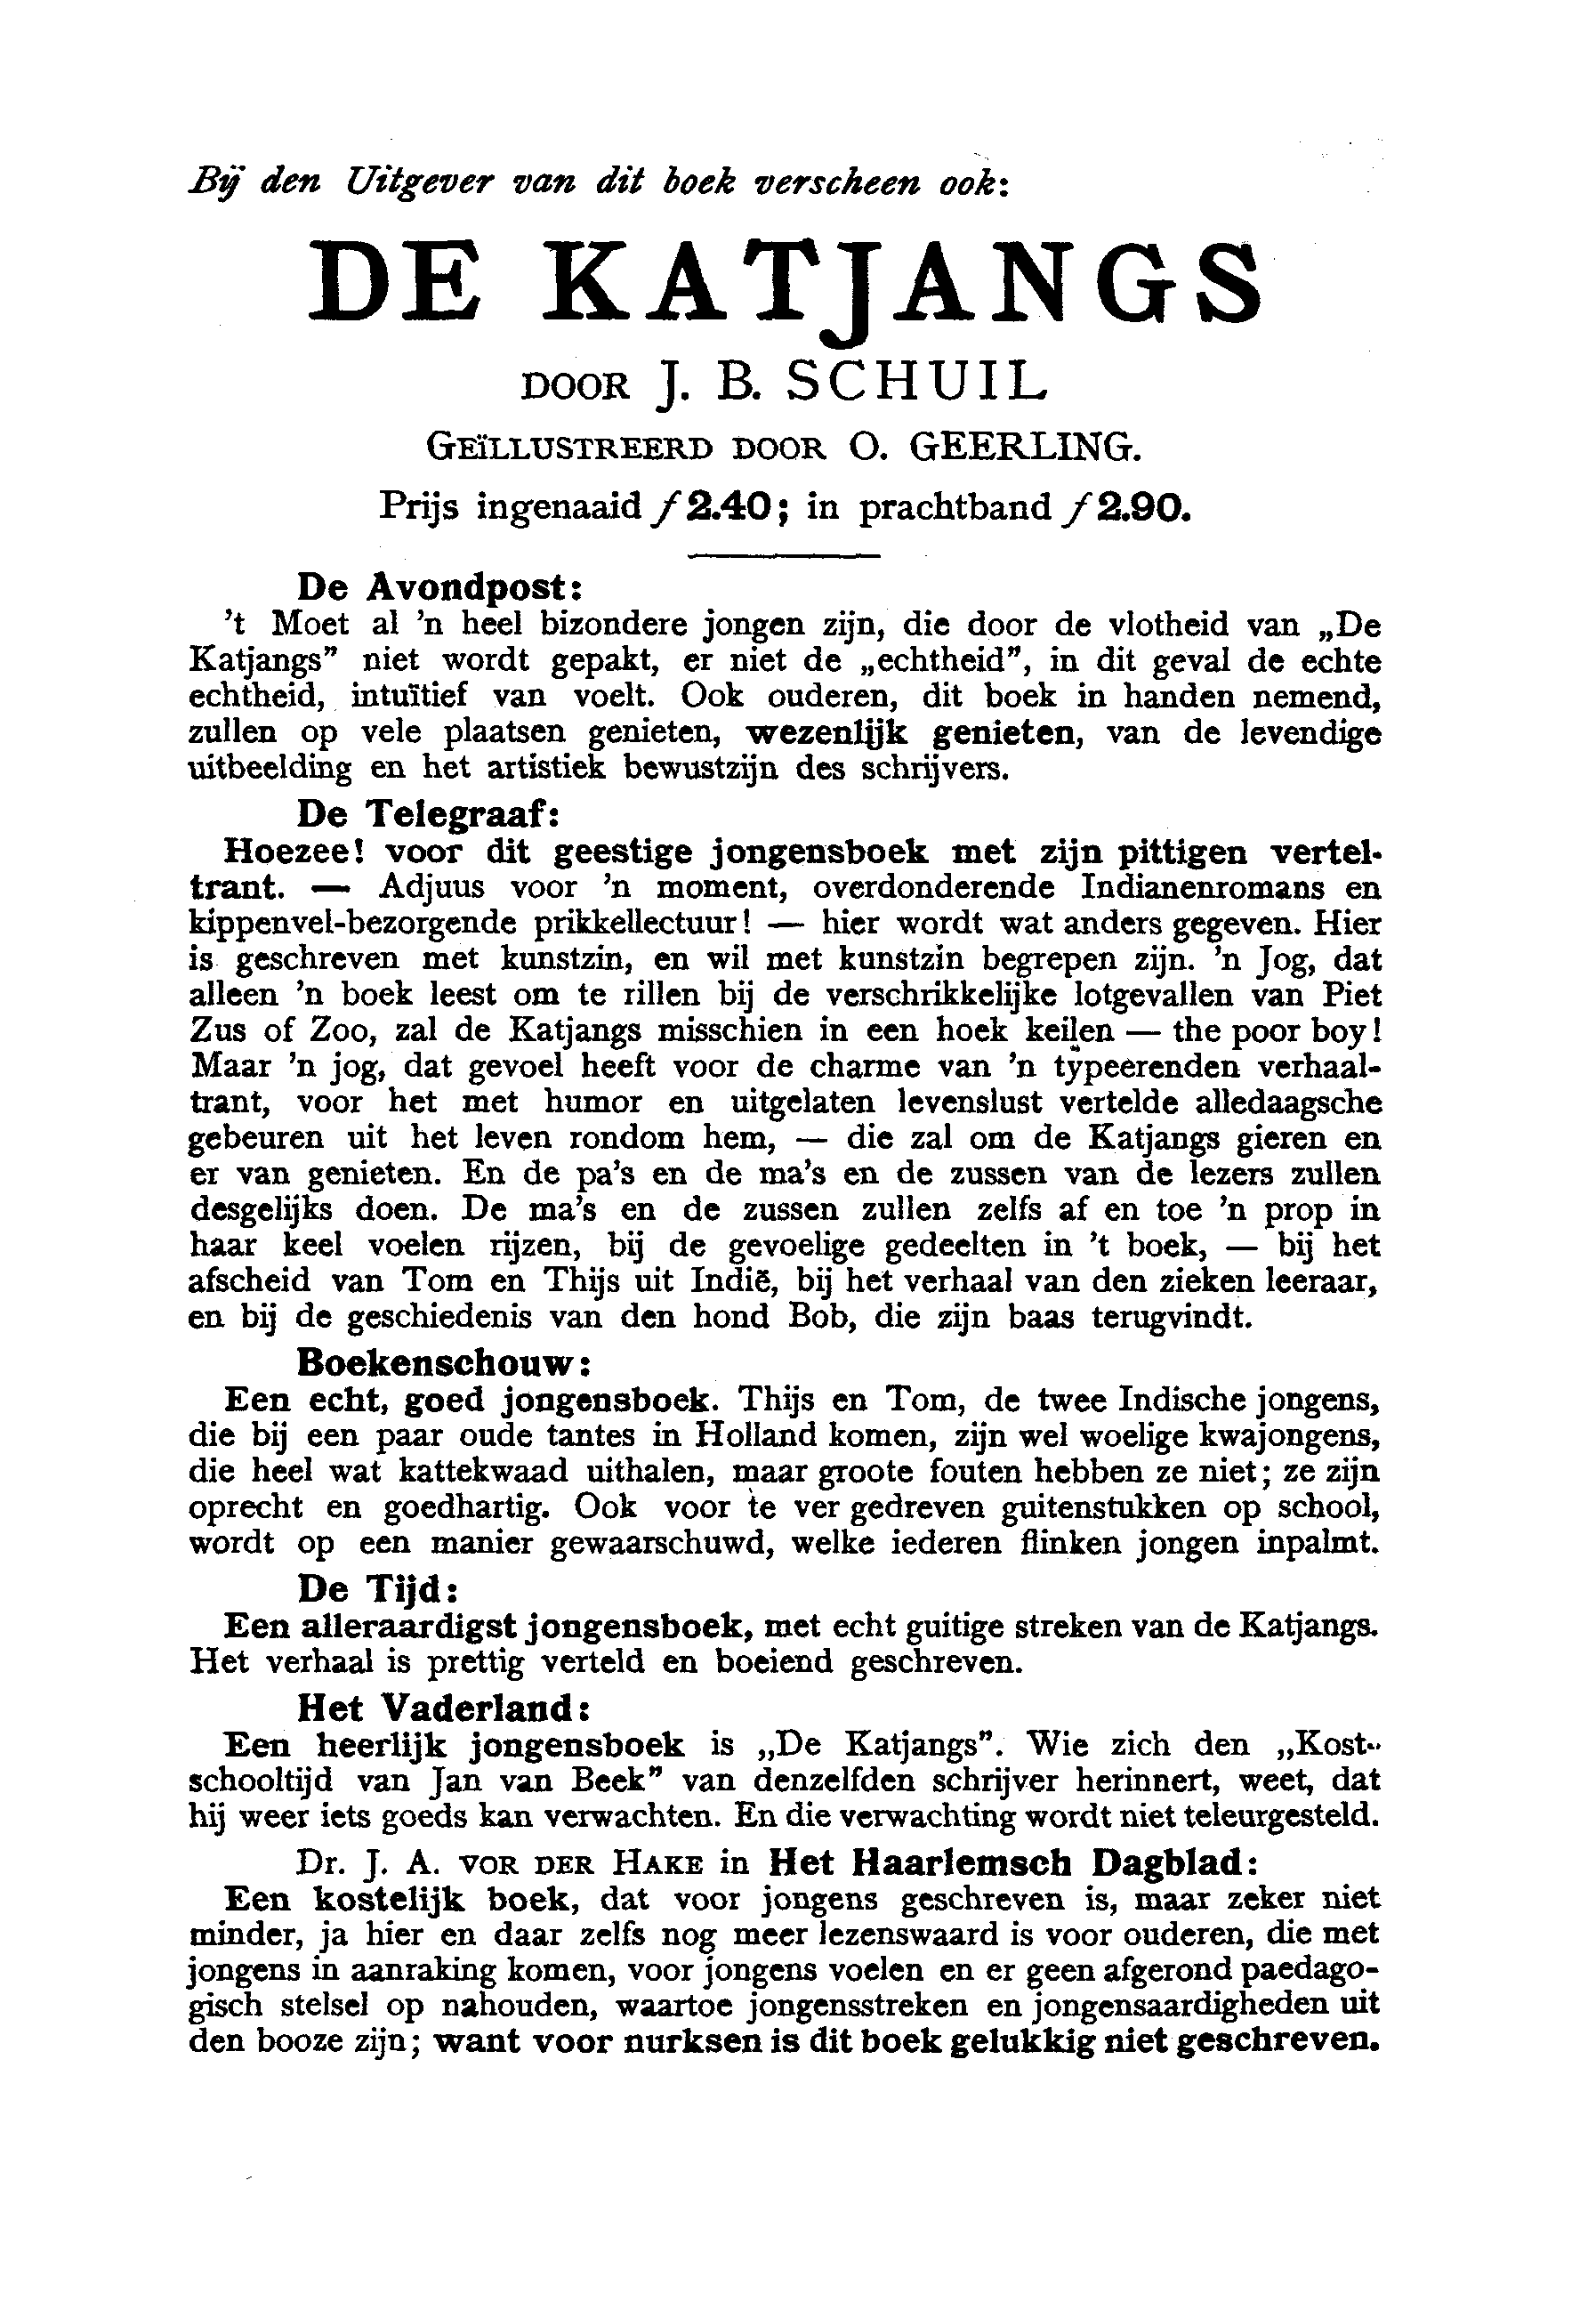 Bij den Uitgever van dit boek verscheen ook:
DE KATJANGS
DOOR J. B. SCHUIL
GEÏLLUSTREERD DOOR O. GEERLING.
Prijs ingenaaid ƒ 2.40; in prachtband ƒ 2.90.
De Avondpost:
't Moet al 'n heel bizondere jongen zijn, die door de vlotheid van „De
Katjangs” niet wordt gepakt, er niet de „echtheid”, in dit geval de echte
echtheid, intuïtief van voelt. Ook ouderen, dit boek in handen nemend,
zullen op vele plaatsen genieten, wezenlijk genieten, van de levendige
uitbeelding en het artistiek bewustzijn des schrijvers.
De Telegraaf:
Hoezee! voor dit geestige jongensboek met zijn pittigen vertel-
trant. — Adjuus voor 'n moment, overdonderende Indianenromans en
kippenvel-bezorgende prikkellectuur! — hier wordt wat anders gegeven. Hier
is geschreven met kunstzin, en wil met kunstzin begrepen zijn. 'n Jog, dat
alleen 'n boek leest om te rillen bij de verschrikkelijke lotgevallen van Piet
Zus of Zoo, zal de Katjangs misschien in een hoek keilen — the poor boy!
Maar 'n jog, dat gevoel heeft voor de charme van 'n typeerenden verhaal-
trant, voor het met humor en uitgelaten levenslust vertelde alledaagsche
gebeuren uit het leven rondom hem, — die zal om de Katjangs gieren en
er van genieten. En de pa's en de ma's en de zussen van de lezers zullen
desgelijks doen. De ma's en de zussen zullen zelfs af en toe 'n prop in
haar keel voelen rijzen, bij de gevoelige gedeelten in 't boek, — bij het
afscheid van Tom en Thijs uit Indië, bij het verhaal van den zieken leeraar,
en bij de geschiedenis van den hond Bob, die zijn baas terugvindt.
Boekenschouw:
Een echt, goed jongensboek. Thijs en Tom, de twee Indische jongens,
die bij een paar oude tantes in Holland komen, zijn wel woelige kwajongens,
die heel wat kattekwaad uithalen, maar groote fouten hebben ze niet; ze zijn
oprecht en goedhartig. Ook voor te ver gedreven guitenstukken op school,
wordt op een manier gewaarschuwd, welke iederen flinken jongen inpalmt.
De Tijd:
Een alleraardigst jongensboek, met echt guitige streken van de Katjangs.
Het verhaal is prettig verteld en boeiend geschreven.
Het Vaderland:
Een heerlijk jongensboek is „De Katjangs”. Wie zich den „Kost-
schooltijd van Jan van Beek” van denzelfden schrijver herinnert, weet, dat
hij weer iets goeds kan verwachten. En die verwachting wordt niet teleurgesteld.
Dr. J. A. VOR DER HAKE in Het Haarlemsch Dagblad:
Een kostelijk boek, dat voor jongens geschreven is, maar zeker niet
minder, ja hier en daar zelfs nog meer lezenswaard is voor ouderen, die met
jongens in aanraking komen, voor jongens voelen en er geen afgerond paedago-
gisch stelsel op nahouden, waartoe jongensstreken en jongensaardigheden uit
den booze zijn; want voor nurksen is dit boek gelukkig niet geschreven.